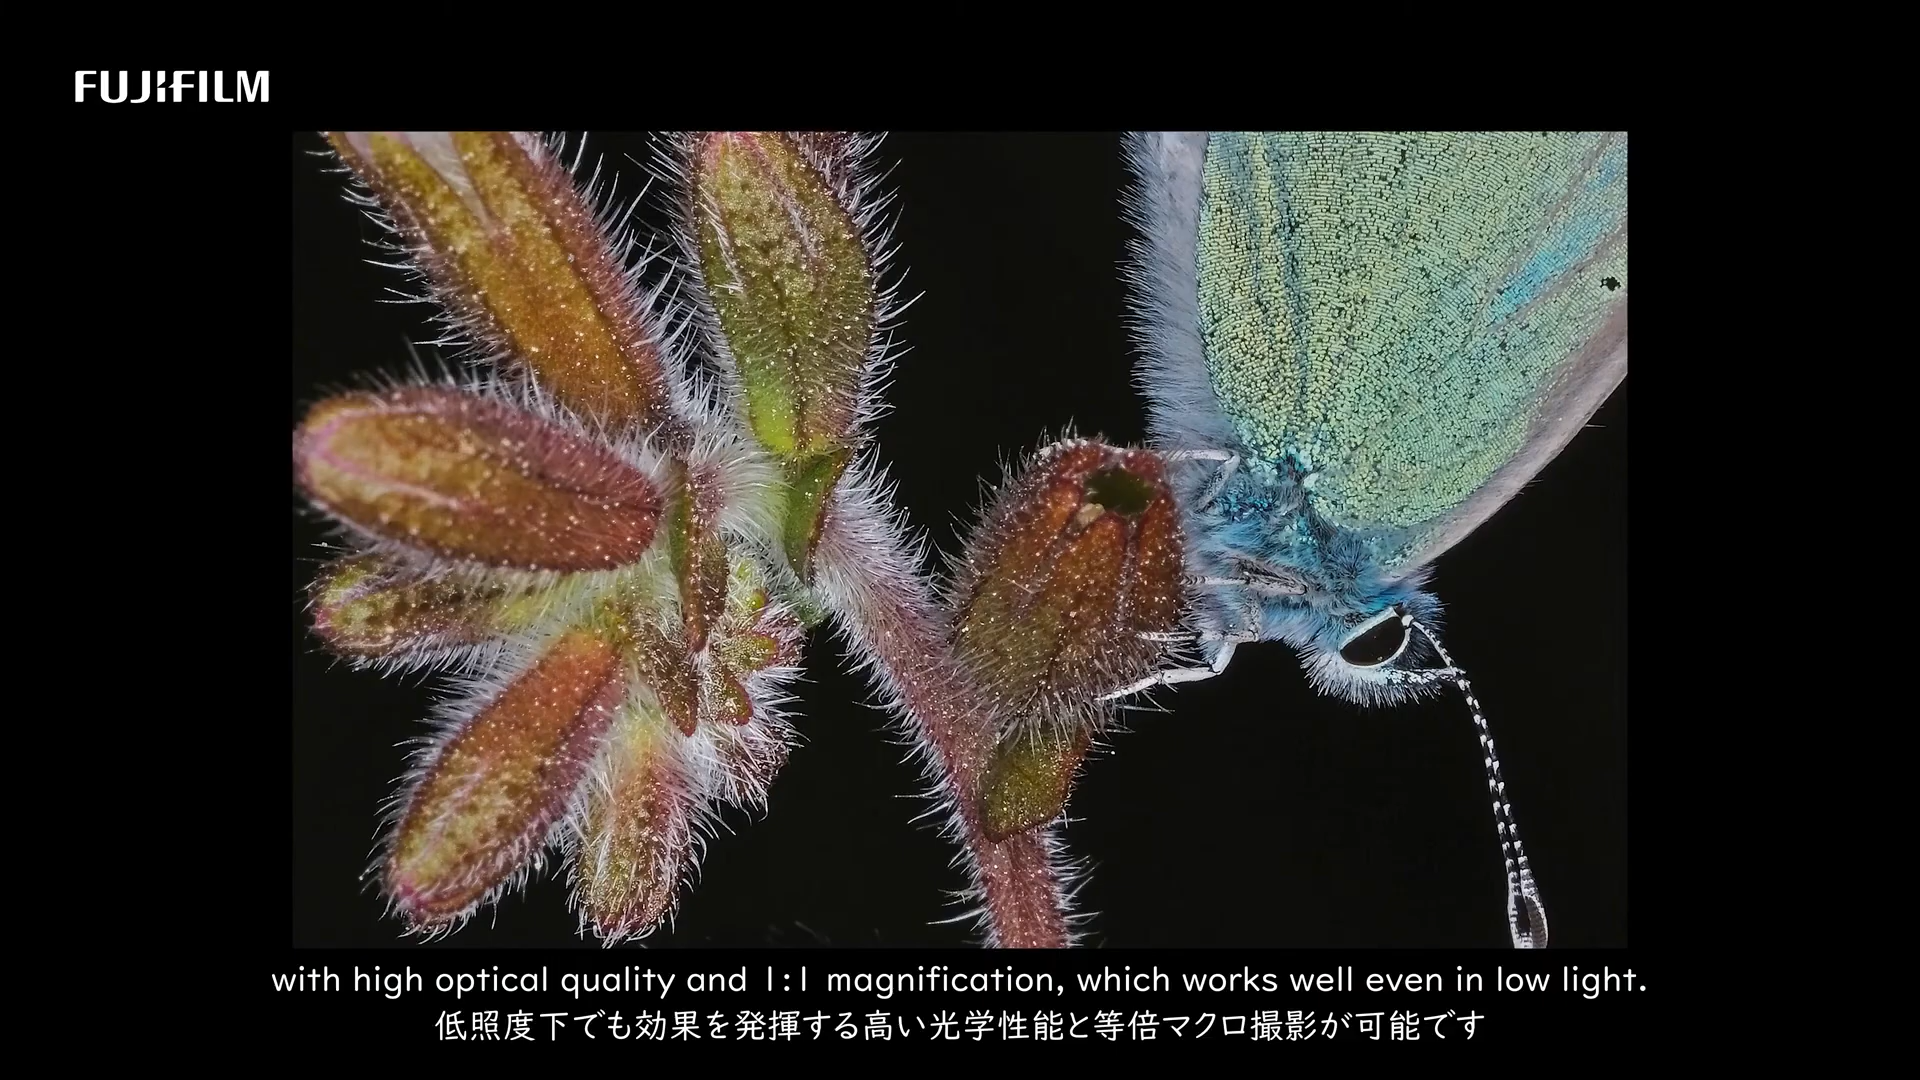 FUJIFILM
with high optical quality and 1:1 magnification, which works well even in low light.
低照度下でも効果を発揮する高い光学性能と等倍マクロ撮影が可能です